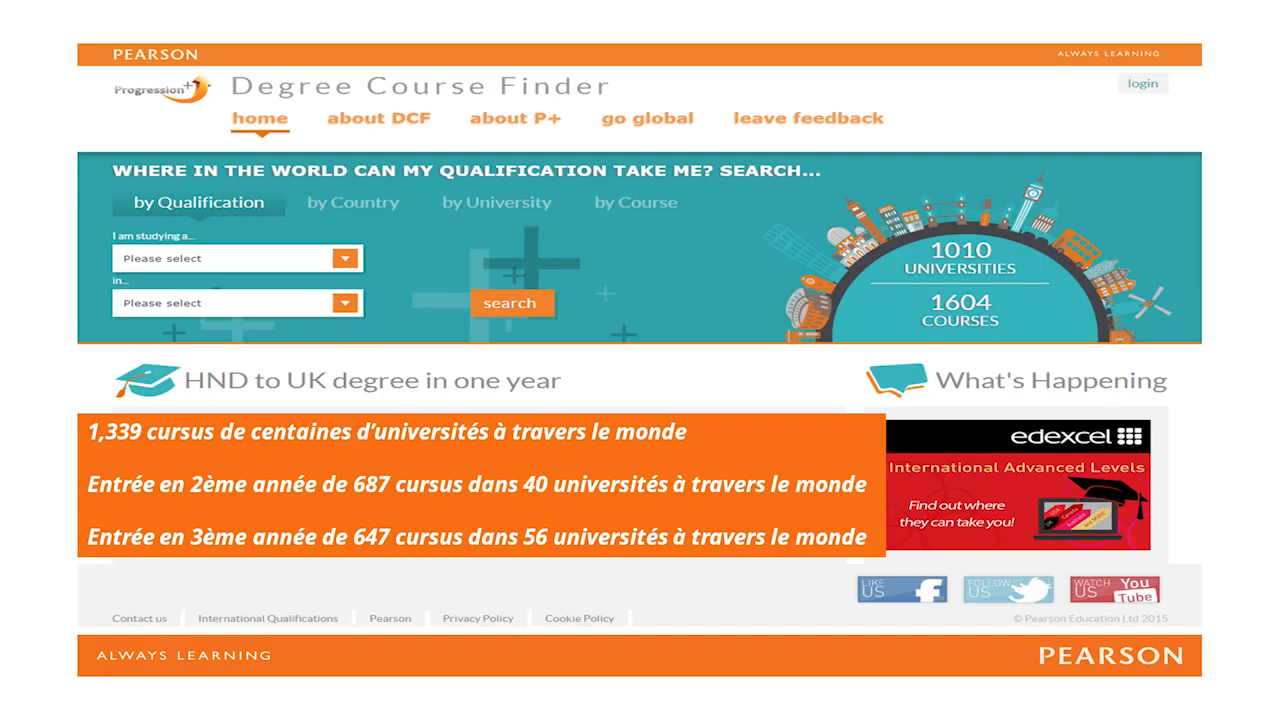 PEARSON
ALWAYS LEARNING
Progression+
Degree Course Finder
login
home about DCF about P+ go global leave feedback
WHERE IN THE WORLD CAN MY QUALIFICATION TAKE ME? SEARCH...
by Qualification by Country by University by Course
I am studying a...
Please select
in...
Please select
search
1010
UNIVERSITIES
1604
COURSES
HND to UK degree in one year
What's Happening
1,339 cursus de centaines d’universités à travers le monde
Entrée en 2ème année de 687 cursus dans 40 universités à travers le monde
Entrée en 3ème année de 647 cursus dans 56 universités à travers le monde
edexcel
International Advanced Levels
Find out where
they can take you!
LIKE
US
FOLLOW
US
WATCH
US
You
Tube
Contact us International Qualifications Pearson Privacy Policy Cookie Policy
© Pearson Education Ltd 2015
ALWAYS LEARNING
PEARSON